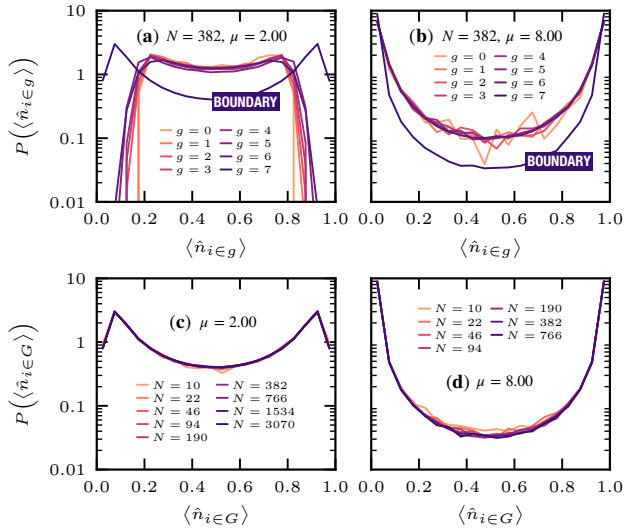 (a) N = 382, μ = 2.00
(b) N = 382, μ = 8.00
P(⟨n̂_{i∈g}⟩)
10
1
0.1
0.01
BOUNDARY
g = 0 g = 4
g = 1 g = 5
g = 2 g = 6
g = 3 g = 7
g = 0 g = 4
g = 1 g = 5
g = 2 g = 6
g = 3 g = 7
BOUNDARY
0.0 0.2 0.4 0.6 0.8 1.0
0.0 0.2 0.4 0.6 0.8 1.0
⟨n̂_{i∈g}⟩
⟨n̂_{i∈g}⟩
P(⟨n̂_{i∈G}⟩)
10
1
0.1
0.01
(c) μ = 2.00
N = 10 N = 382
N = 22 N = 766
N = 46 N = 1534
N = 94 N = 3070
N = 190
N = 10 N = 190
N = 22 N = 382
N = 46 N = 766
N = 94
(d) μ = 8.00
0.0 0.2 0.4 0.6 0.8 1.0
0.0 0.2 0.4 0.6 0.8 1.0
⟨n̂_{i∈G}⟩
⟨n̂_{i∈G}⟩